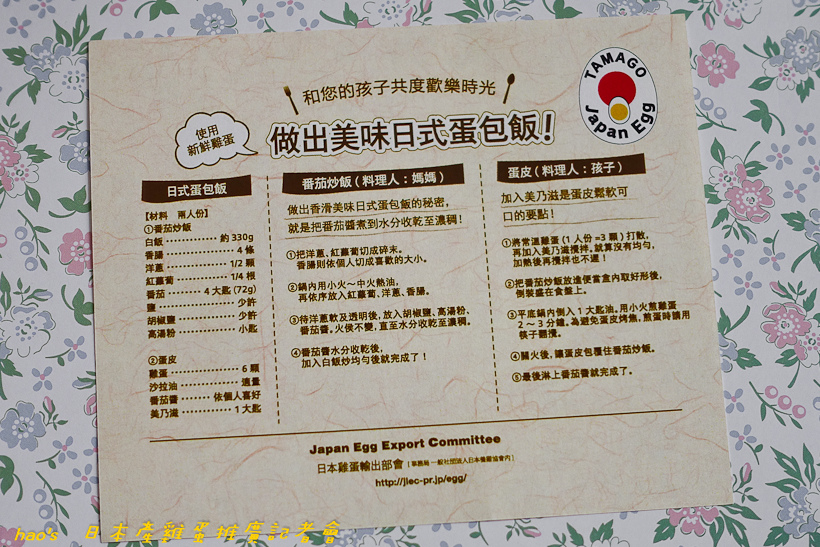 和您的孩子共度歡樂時光
使用
新鮮雞蛋
做出美味日式蛋包飯!
TAMAGO
Japan Egg
日式蛋包飯
【材料 兩人份】
①番茄炒飯
白飯 ············ 約 330g
香腸 ················ 4 條
洋蔥 ·············· 1/2 顆
紅蘿蔔 ············ 1/4 根
番茄 ········ 4 大匙 (72g)
鹽 ················ 少許
胡椒鹽 ············ 少許
高湯粉 ············ 小匙
②蛋皮
雞蛋 ················ 6 顆
沙拉油 ············ 適量
番茄醬 ········ 依個人喜好
美乃滋 ·········· 1 大匙
番茄炒飯 ( 料理人：媽媽 )
做出香滑美味日式蛋包飯的秘密，
就是把番茄醬煮到水分收乾至濃稠!
①把洋蔥、紅蘿蔔切成碎末。
香腸則依個人切成喜歡的大小。
②鍋內用小火～中火熱油，
再依序放入紅蘿蔔、洋蔥、香腸。
③待洋蔥軟及透明後，放入胡椒鹽、高湯粉、
番茄醬。火侯不變，直至水分收乾至濃稠。
④番茄醬水分收乾後，
加入白飯炒均勻後就完成了！
蛋皮 ( 料理人：孩子 )
加入美乃滋是蛋皮鬆軟可
口的要點！
①將常溫雞蛋 (1 人份 =3 顆 ) 打散，
再加入美乃滋攪拌。就算沒有均勻，
加熱後再攪拌也不遲！
②把番茄炒飯放進便當盒內取好形後，
倒裝盛在食盤上。
③平底鍋內倒入 1 大匙油。用小火煎雞蛋
2 ～ 3 分鐘。為避免蛋皮烤焦，煎蛋時請用
筷子翻攪。
④關火後，讓蛋皮包覆住番茄炒飯。
⑤最後淋上番茄醬就完成了。
Japan Egg Export Committee
日本雞蛋輸出部會 [ 事務局 一般社団法人日本養鶏協會內 ]
http://jlec-pr.jp/egg/
hao's 日本產雞蛋推廣記者會